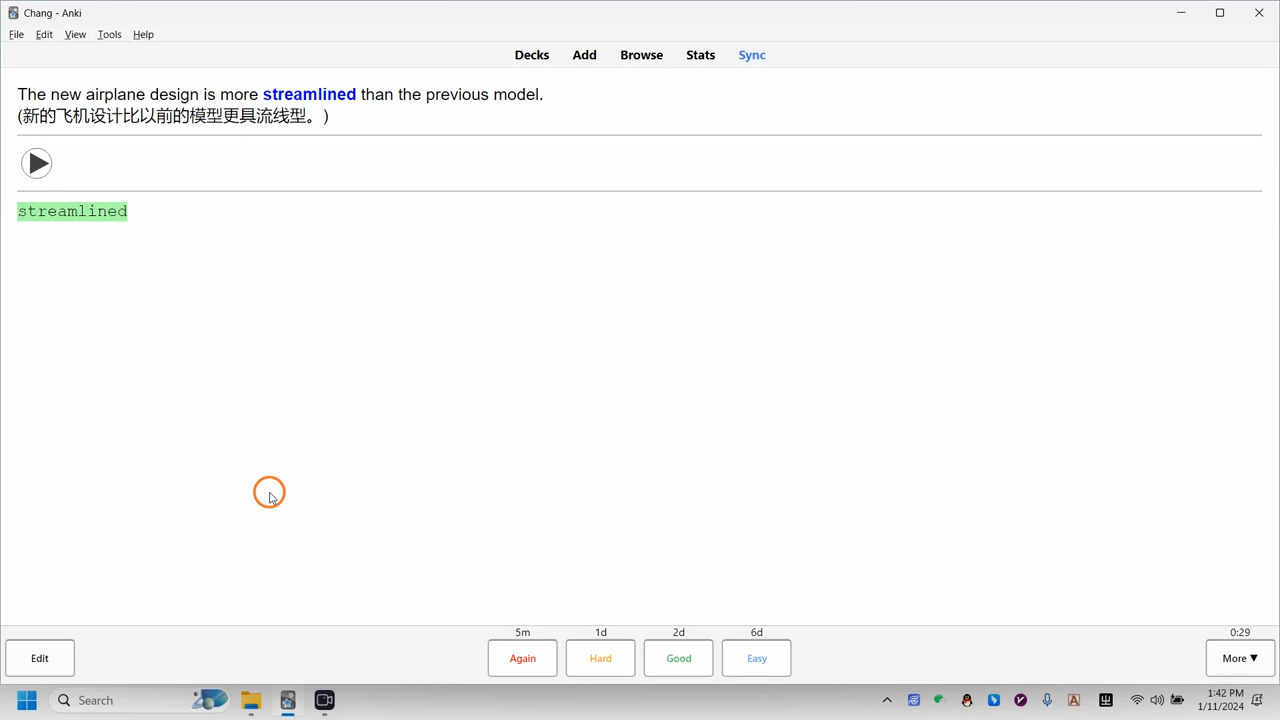 Chang - Anki
File Edit View Tools Help
Decks Add Browse Stats Sync
The new airplane design is more streamlined than the previous model.
(新的飞机设计比以前的模型更具流线型。)
streamlined
5m 1d 2d 6d 0:29
Edit Again Hard Good Easy More ▼
Search
1:42 PM
1/11/2024